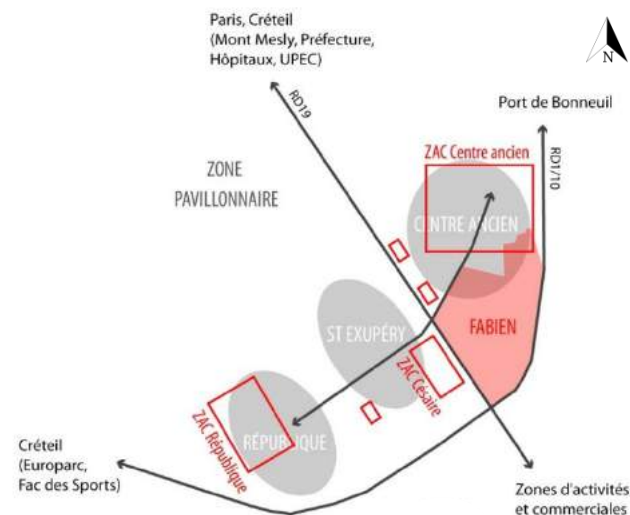 Paris, Créteil
(Mont Mesly, Préfecture,
Hôpitaux, UPEC)
N
RD19
Port de Bonneuil
RD1/10
ZAC Centre ancien
ZONE
PAVILLONNAIRE
CENTRE ANCIEN
ST EXUPÉRY
FABIEN
ZAC Césaire
ZAC République
RÉPUBLIQUE
Créteil
(Europarc,
Fac des Sports)
Zones d'activités
et commerciales